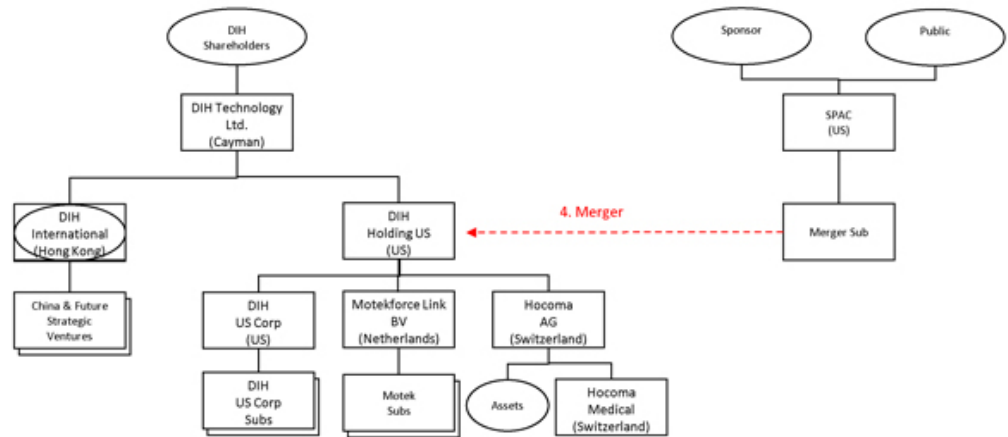 DIH
Shareholders
Sponsor
Public
DIH Technology
Ltd.
(Cayman)
SPAC
(US)
DIH
International
(Hong Kong)
DIH
Holding US
(US)
4. Merger
Merger Sub
China & Future
Strategic
Ventures
DIH
US Corp
(US)
Motekforce Link
BV
(Netherlands)
Hocoma
AG
(Switzerland)
DIH
US Corp
Subs
Motek
Subs
Assets
Hocoma
Medical
(Switzerland)